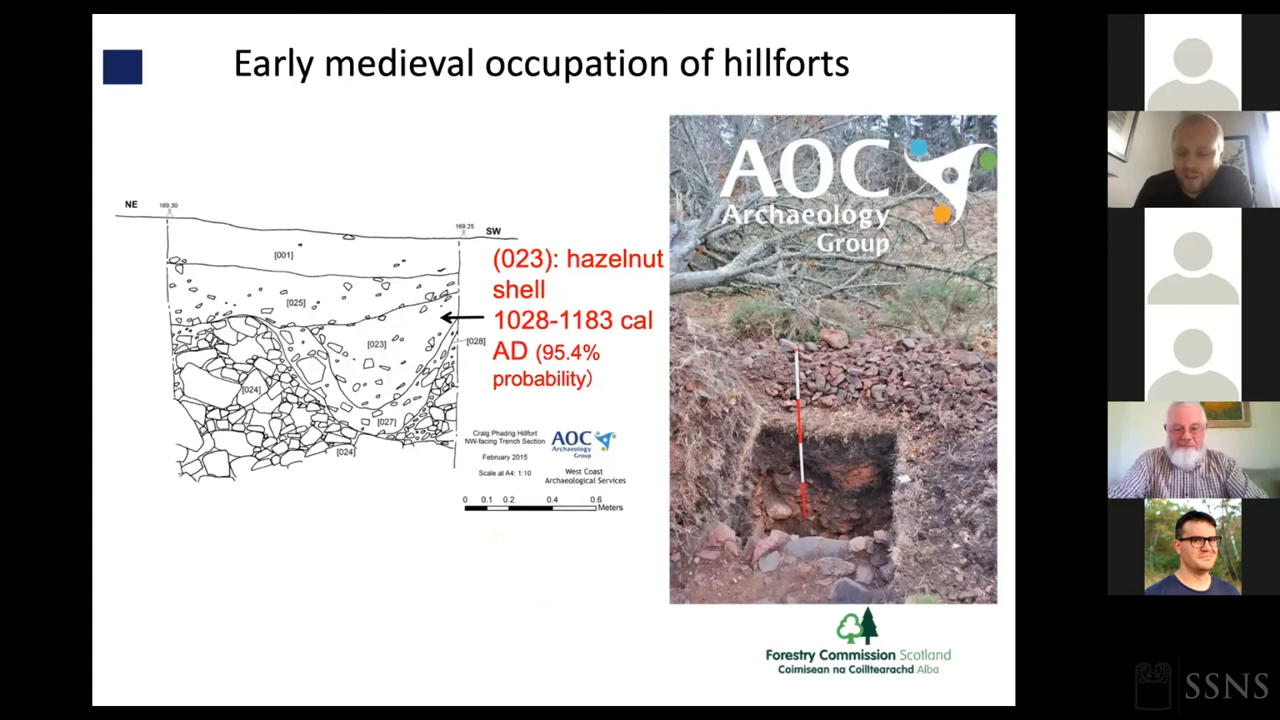 Early medieval occupation of hillforts
NE
169.30
169.25
SW
[001]
[025]
[023]
[028]
[024]
[027]
[024]
(023): hazelnut
shell
1028-1183 cal
AD (95.4%
probability)
Craig Phadrig Hillfort
NW-facing Trench Section
February 2015
Scale at A4: 1:10
AOC
Archaeology
Group
West Coast
Archaeological Services
0 0.1 0.2 0.4 0.6
Meters
AOC
Archaeology
Group
Forestry Commission Scotland
Coimisean na Coilltearachd Alba
SSNS